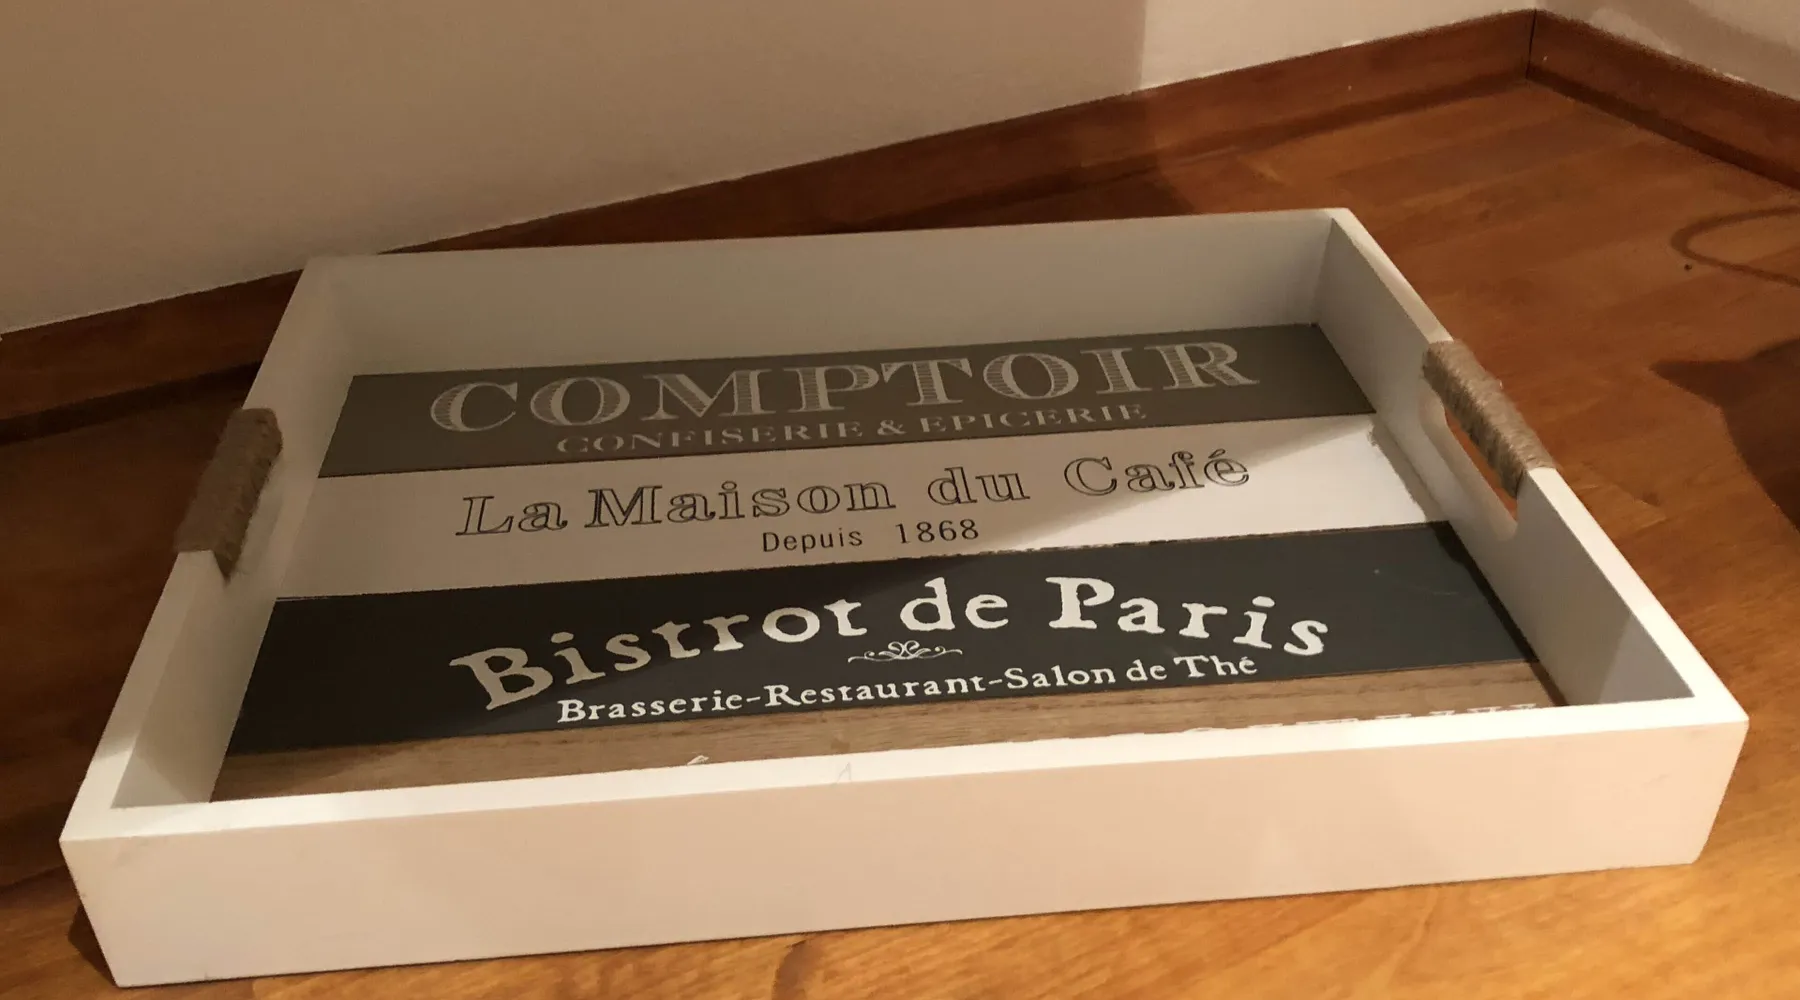 COMPTOIR
CONFISERIE & EPICERIE
La Maison du Café
Depuis 1868
Bistrot de Paris
Brasserie-Restaurant-Salon de Thé